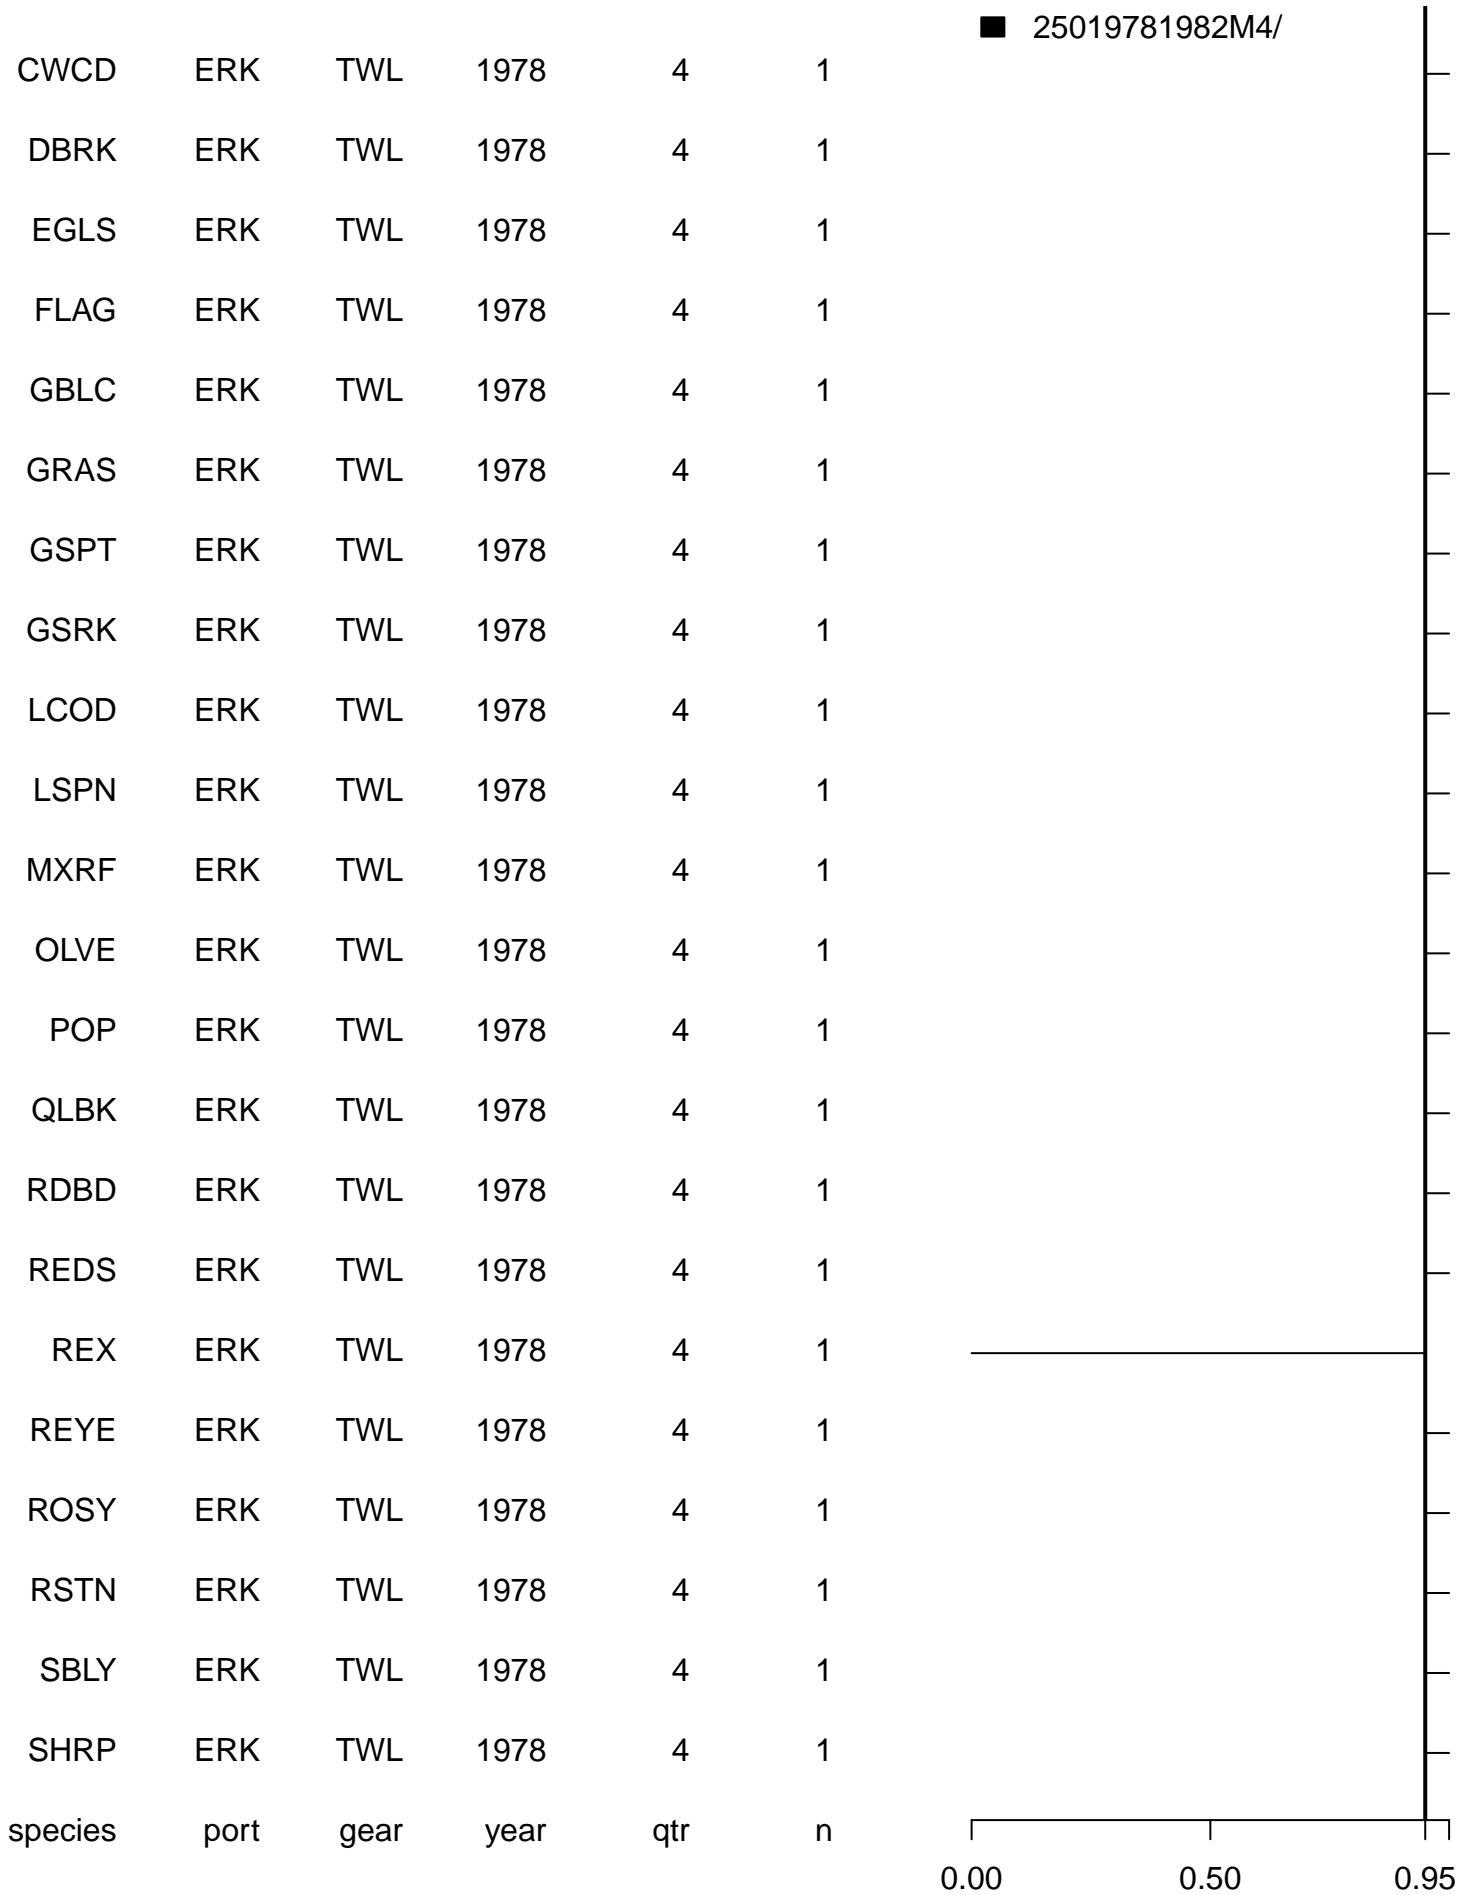 25019781982M4/
CWCD ERK TWL 1978 4 1
DBRK ERK TWL 1978 4 1
EGLS ERK TWL 1978 4 1
FLAG ERK TWL 1978 4 1
GBLC ERK TWL 1978 4 1
GRAS ERK TWL 1978 4 1
GSPT ERK TWL 1978 4 1
GSRK ERK TWL 1978 4 1
LCOD ERK TWL 1978 4 1
LSPN ERK TWL 1978 4 1
MXRF ERK TWL 1978 4 1
OLVE ERK TWL 1978 4 1
POP ERK TWL 1978 4 1
QLBK ERK TWL 1978 4 1
RDBD ERK TWL 1978 4 1
REDS ERK TWL 1978 4 1
REX ERK TWL 1978 4 1
REYE ERK TWL 1978 4 1
ROSY ERK TWL 1978 4 1
RSTN ERK TWL 1978 4 1
SBLY ERK TWL 1978 4 1
SHRP ERK TWL 1978 4 1
species port gear year qtr n
0.00 0.50 0.95